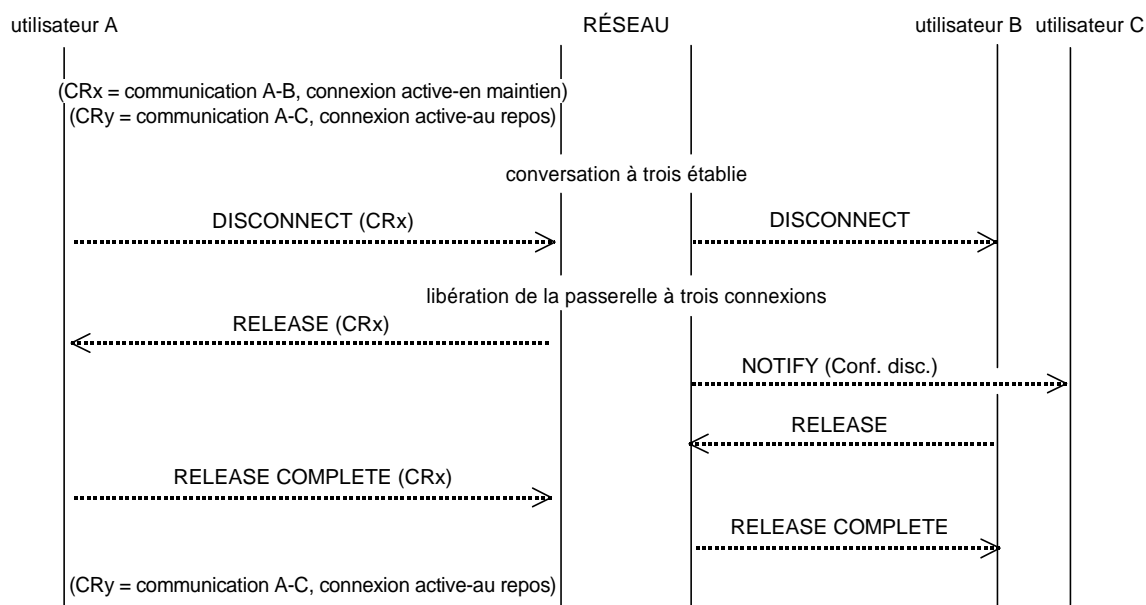 utilisateur A RÉSEAU utilisateur B utilisateur C
(CRx = communication A-B, connexion active-en maintien)
(CRy = communication A-C, connexion active-au repos)
conversation à trois établie
DISCONNECT (CRx) DISCONNECT
libération de la passerelle à trois connexions
RELEASE (CRx)
NOTIFY (Conf. disc.)
RELEASE
RELEASE COMPLETE (CRx)
RELEASE COMPLETE
(CRy = communication A-C, connexion active-au repos)